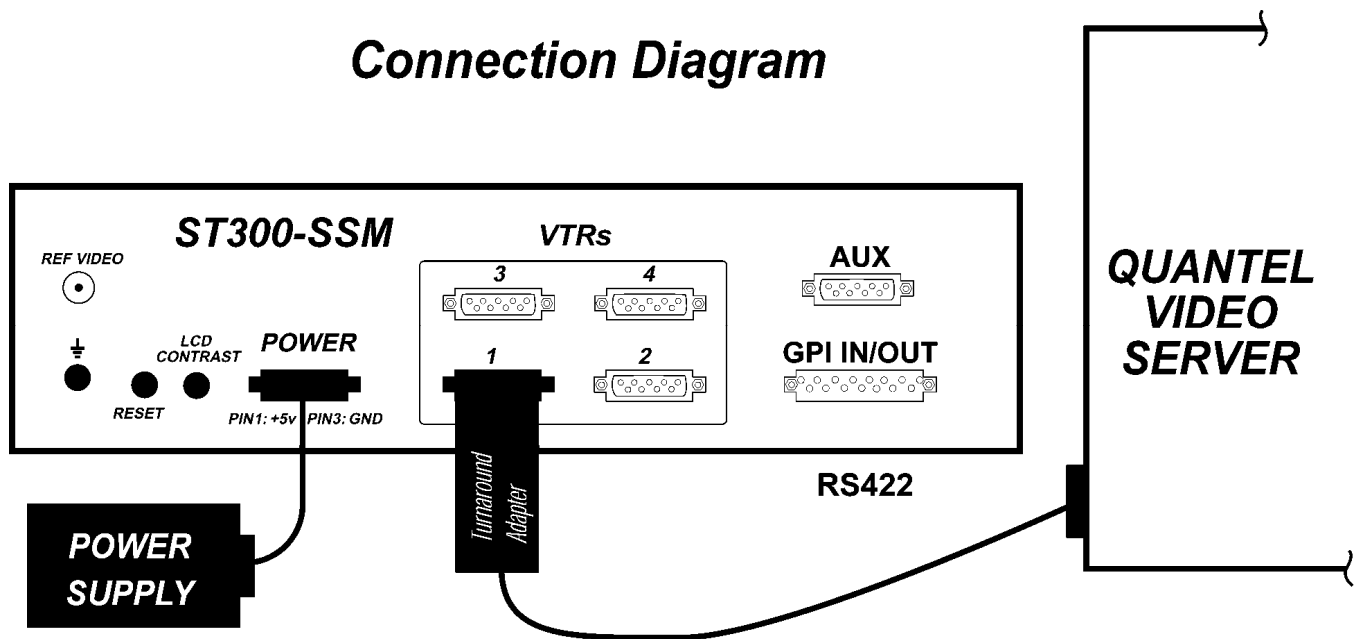 Connection Diagram
ST300-SSM
VTRs
REF VIDEO
3
4
AUX
LCD
CONTRAST
POWER
1
2
GPI IN/OUT
RESET
PIN1: +5v
PIN3: GND
Turnaround
Adapter
RS422
POWER
SUPPLY
QUANTEL
VIDEO
SERVER